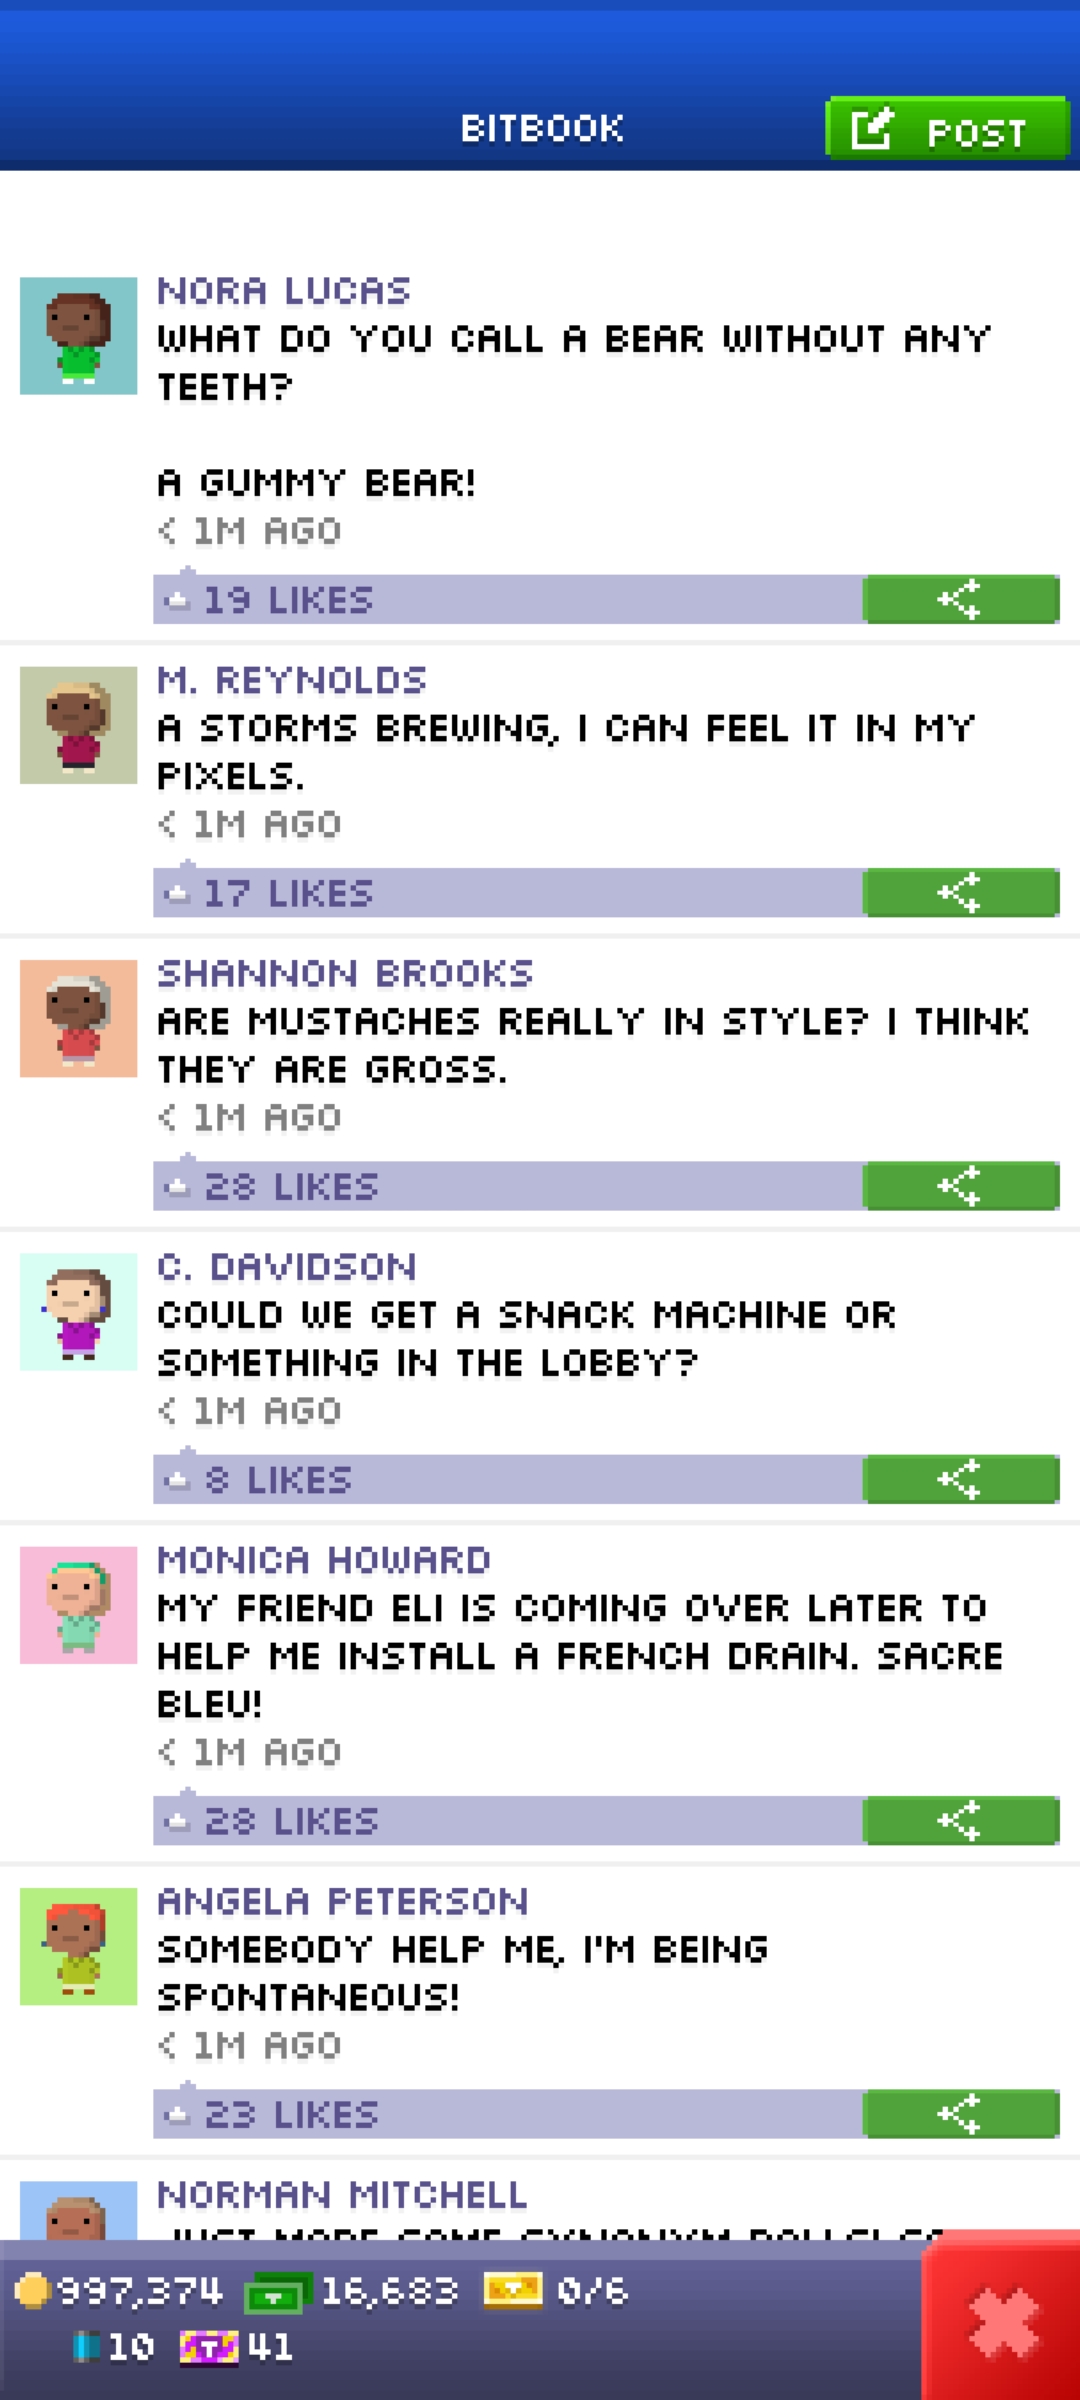 BITBOOK
POST
NORA LUCAS
WHAT DO YOU CALL A BEAR WITHOUT ANY
TEETH?
A GUMMY BEAR!
< 1M AGO
19 LIKES
M. REYNOLDS
A STORMS BREWING, I CAN FEEL IT IN MY
PIXELS.
< 1M AGO
17 LIKES
SHANNON BROOKS
ARE MUSTACHES REALLY IN STYLE? I THINK
THEY ARE GROSS.
< 1M AGO
28 LIKES
C. DAVIDSON
COULD WE GET A SNACK MACHINE OR
SOMETHING IN THE LOBBY?
< 1M AGO
8 LIKES
MONICA HOWARD
MY FRIEND ELI IS COMING OVER LATER TO
HELP ME INSTALL A FRENCH DRAIN. SACRE
BLEU!
< 1M AGO
28 LIKES
ANGELA PETERSON
SOMEBODY HELP ME, I'M BEING
SPONTANEOUS!
< 1M AGO
23 LIKES
NORMAN MITCHELL
JUST MADE SOME SYNONYM
997,374 16,683 0/6
10 41